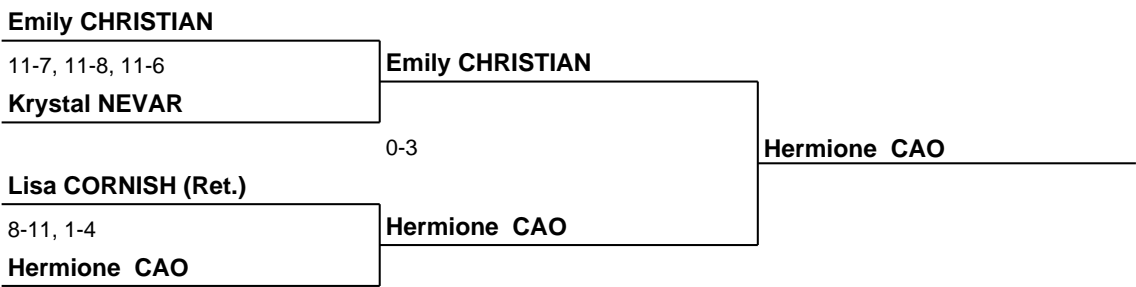 Emily CHRISTIAN
11-7, 11-8, 11-6
Emily CHRISTIAN
Krystal NEVAR
0-3
Hermione CAO
Lisa CORNISH (Ret.)
8-11, 1-4
Hermione CAO
Hermione CAO